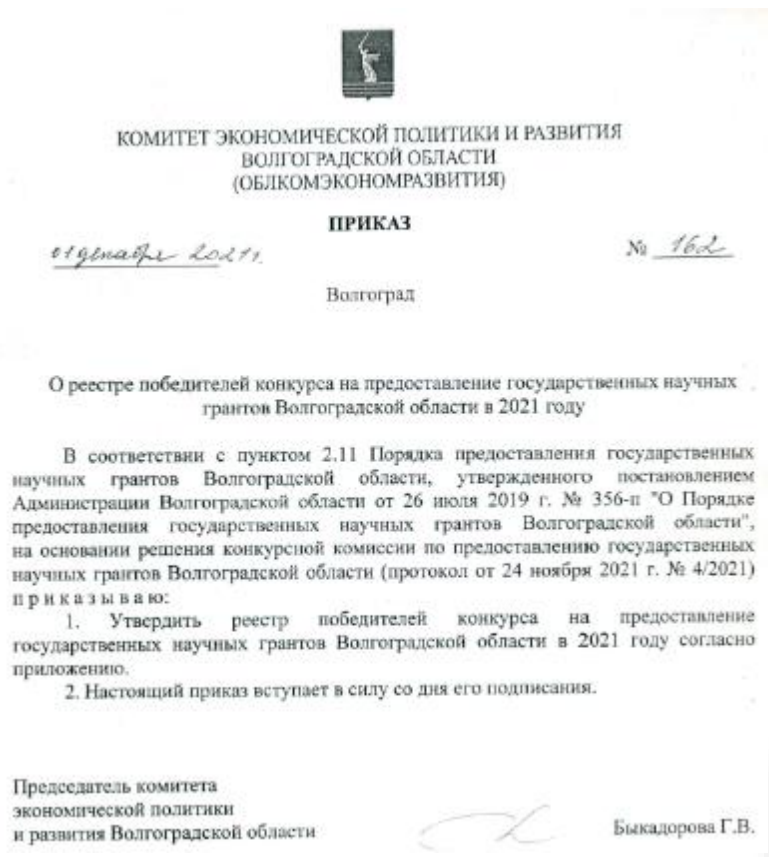 КОМИТЕТ ЭКОНОМИЧЕСКОЙ ПОЛИТИКИ И РАЗВИТИЯ
ВОЛГОГРАДСКОЙ ОБЛАСТИ
(ОБЛКОМЭКОНОМРАЗВИТИЯ)
ПРИКАЗ
01 декабря 2021 г. № 162
Волгоград
О реестре победителей конкурса на предоставление государственных научных
грантов Волгоградской области в 2021 году
В соответствии с пунктом 2.11 Порядка предоставления государственных
научных грантов Волгоградской области, утвержденного постановлением
Администрации Волгоградской области от 26 июля 2019 г. № 356-п "О Порядке
предоставления государственных научных грантов Волгоградской области",
на основании решения конкурсной комиссии по предоставлению государственных
научных грантов Волгоградской области (протокол от 24 ноября 2021 г. № 4/2021)
п р и к а з ы в а ю:
1. Утвердить реестр победителей конкурса на предоставление
государственных научных грантов Волгоградской области в 2021 году согласно
приложению.
2. Настоящий приказ вступает в силу со дня его подписания.
Председатель комитета
экономической политики
и развития Волгоградской области Быкадорова Г.В.